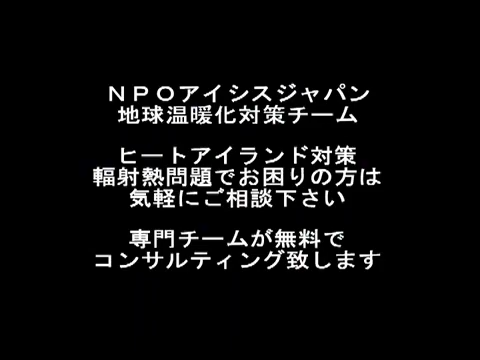 ＮＰＯアイシスジャパン
地球温暖化対策チーム
ヒートアイランド対策
輻射熱問題でお困りの方は
気軽にご相談下さい
専門チームが無料で
コンサルティング致します